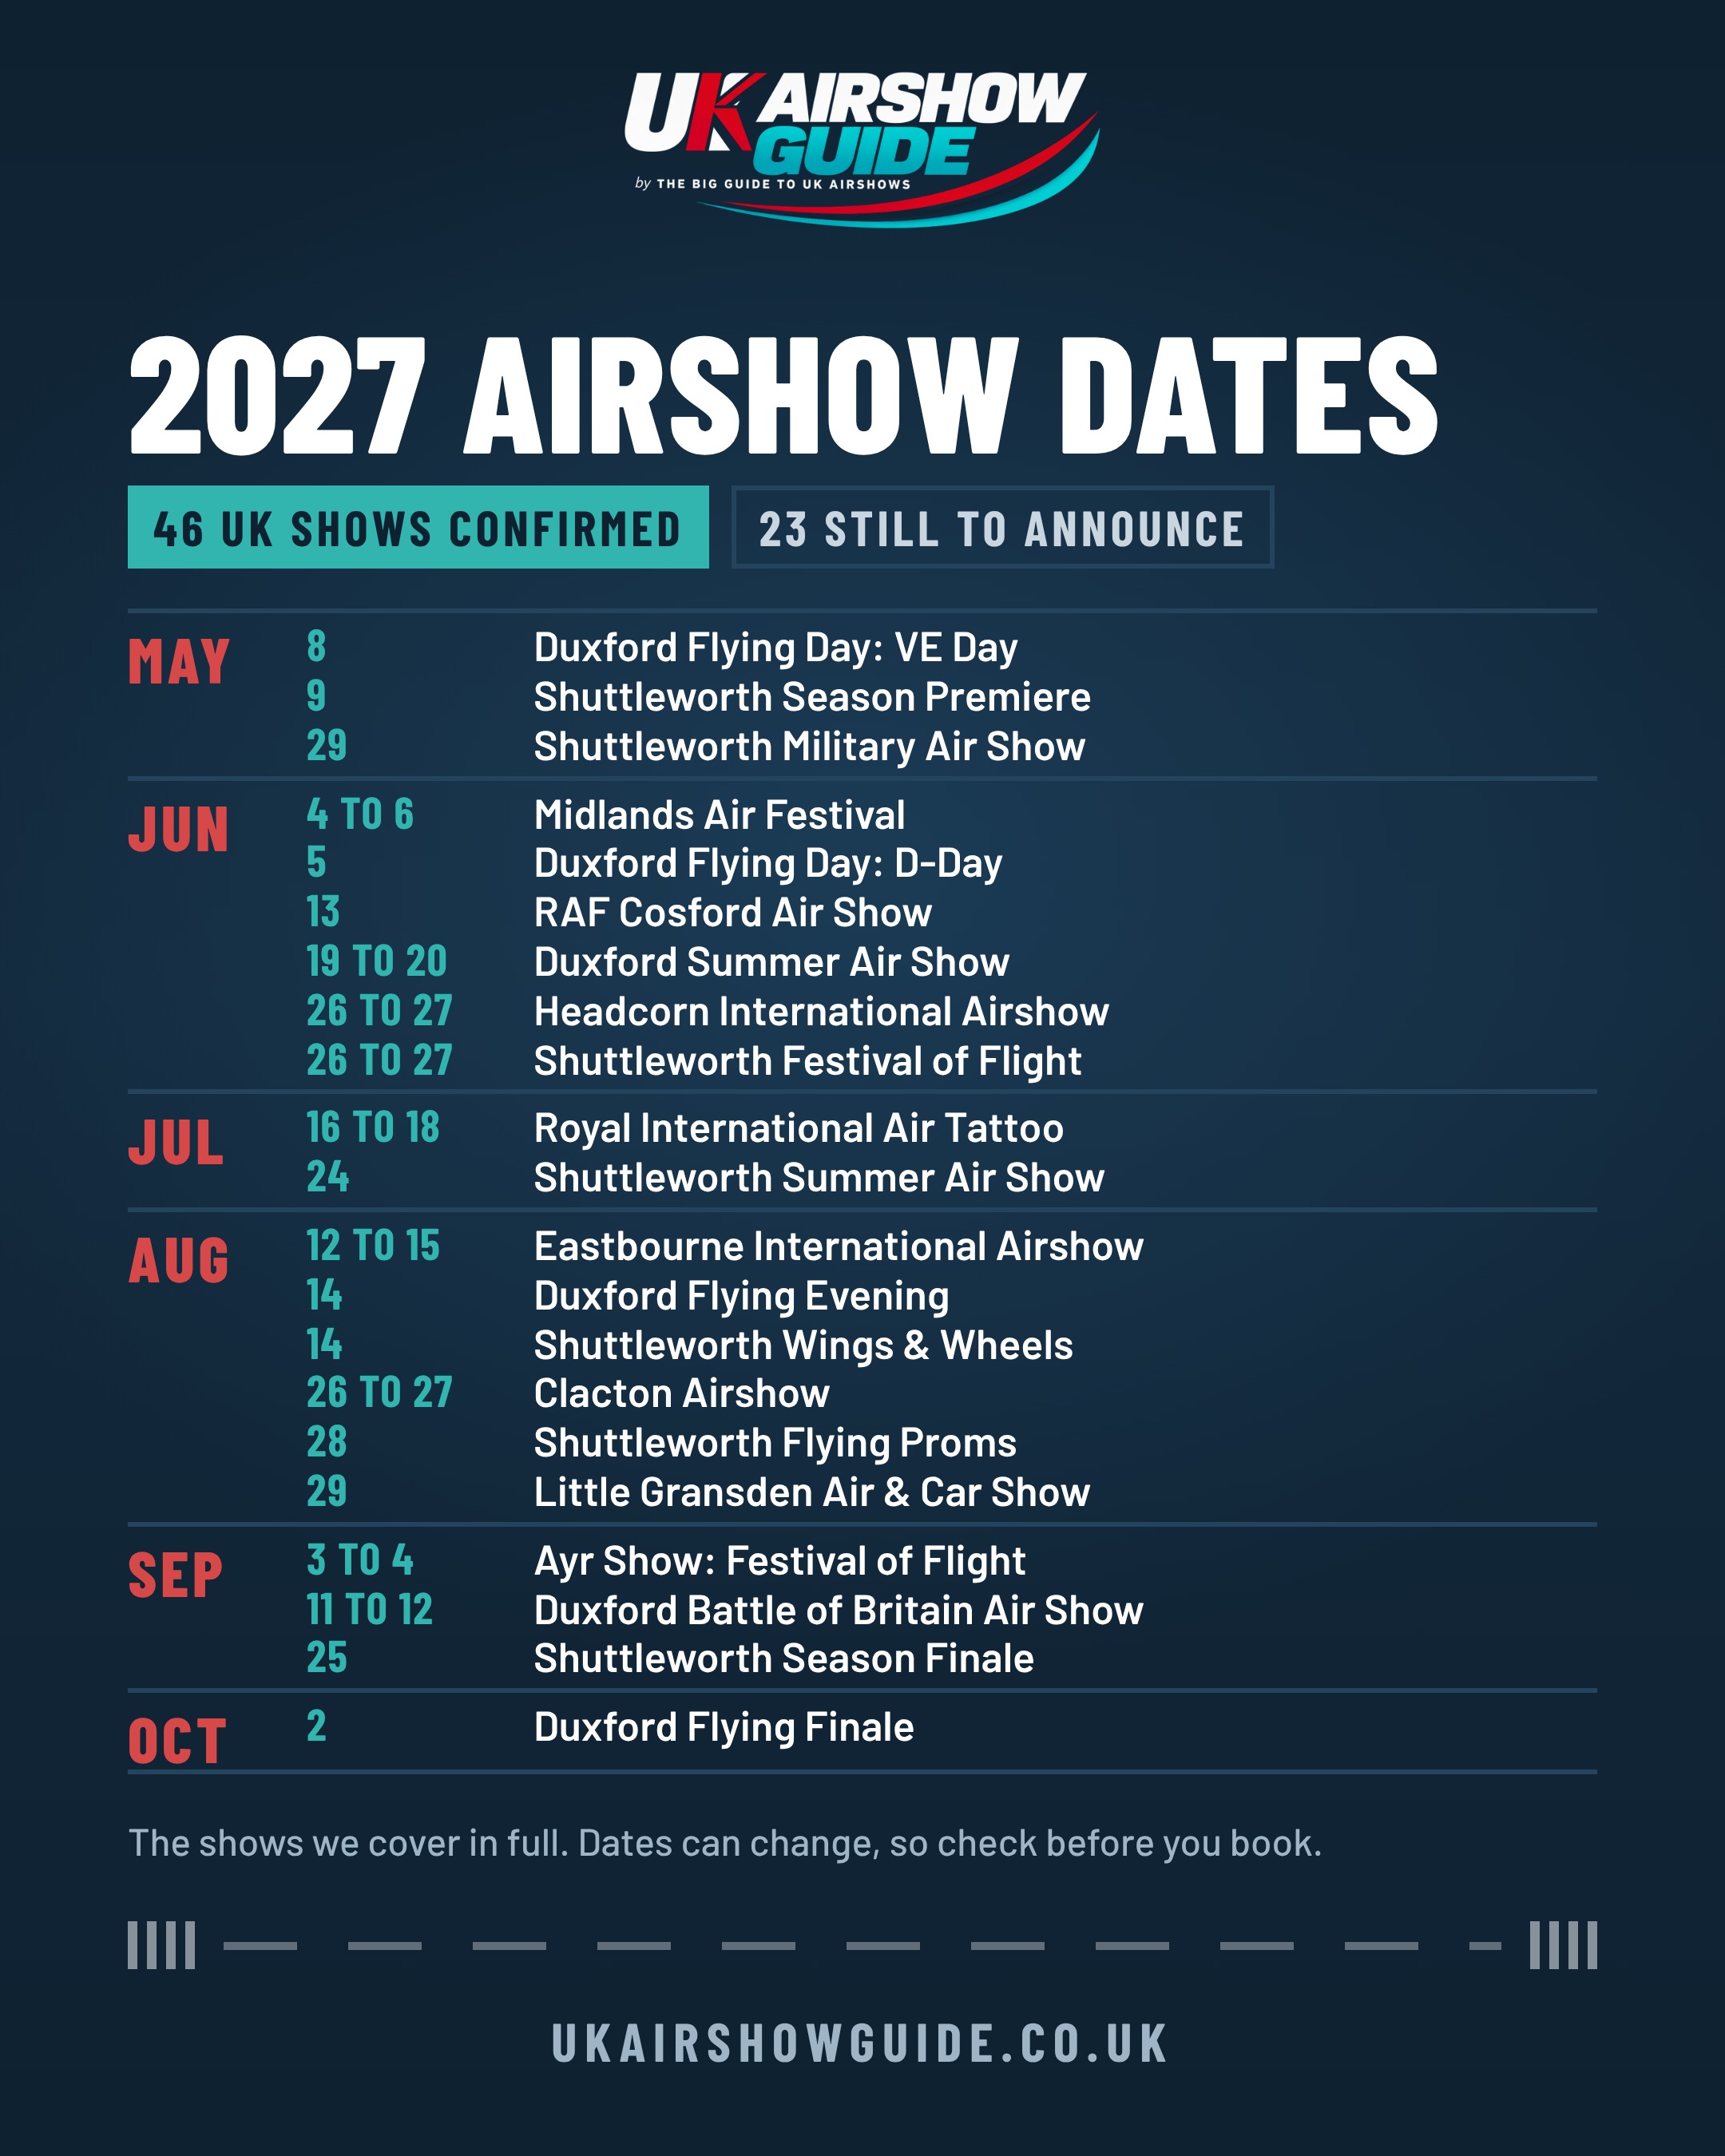 UK AIRSHOW
GUIDE
by THE BIG GUIDE TO UK AIRSHOWS
2027 AIRSHOW DATES
46 UK SHOWS CONFIRMED
23 STILL TO ANNOUNCE
MAY
8 Duxford Flying Day: VE Day
9 Shuttleworth Season Premiere
29 Shuttleworth Military Air Show
JUN
4 TO 6 Midlands Air Festival
5 Duxford Flying Day: D-Day
13 RAF Cosford Air Show
19 TO 20 Duxford Summer Air Show
26 TO 27 Headcorn International Airshow
26 TO 27 Shuttleworth Festival of Flight
JUL
16 TO 18 Royal International Air Tattoo
24 Shuttleworth Summer Air Show
AUG
12 TO 15 Eastbourne International Airshow
14 Duxford Flying Evening
14 Shuttleworth Wings & Wheels
26 TO 27 Clacton Airshow
28 Shuttleworth Flying Proms
29 Little Gransden Air & Car Show
SEP
3 TO 4 Ayr Show: Festival of Flight
11 TO 12 Duxford Battle of Britain Air Show
25 Shuttleworth Season Finale
OCT
2 Duxford Flying Finale
The shows we cover in full. Dates can change, so check before you book.
UKAIRSHOWGUIDE.CO.UK